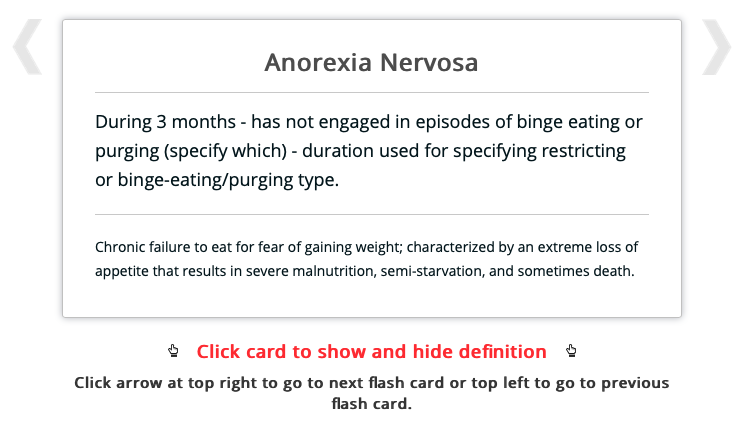 Anorexia Nervosa
During 3 months - has not engaged in episodes of binge eating or
purging (specify which) - duration used for specifying restricting
or binge-eating/purging type.
Chronic failure to eat for fear of gaining weight; characterized by an extreme loss of
appetite that results in severe malnutrition, semi-starvation, and sometimes death.
Click card to show and hide definition
Click arrow at top right to go to next flash card or top left to go to previous
flash card.